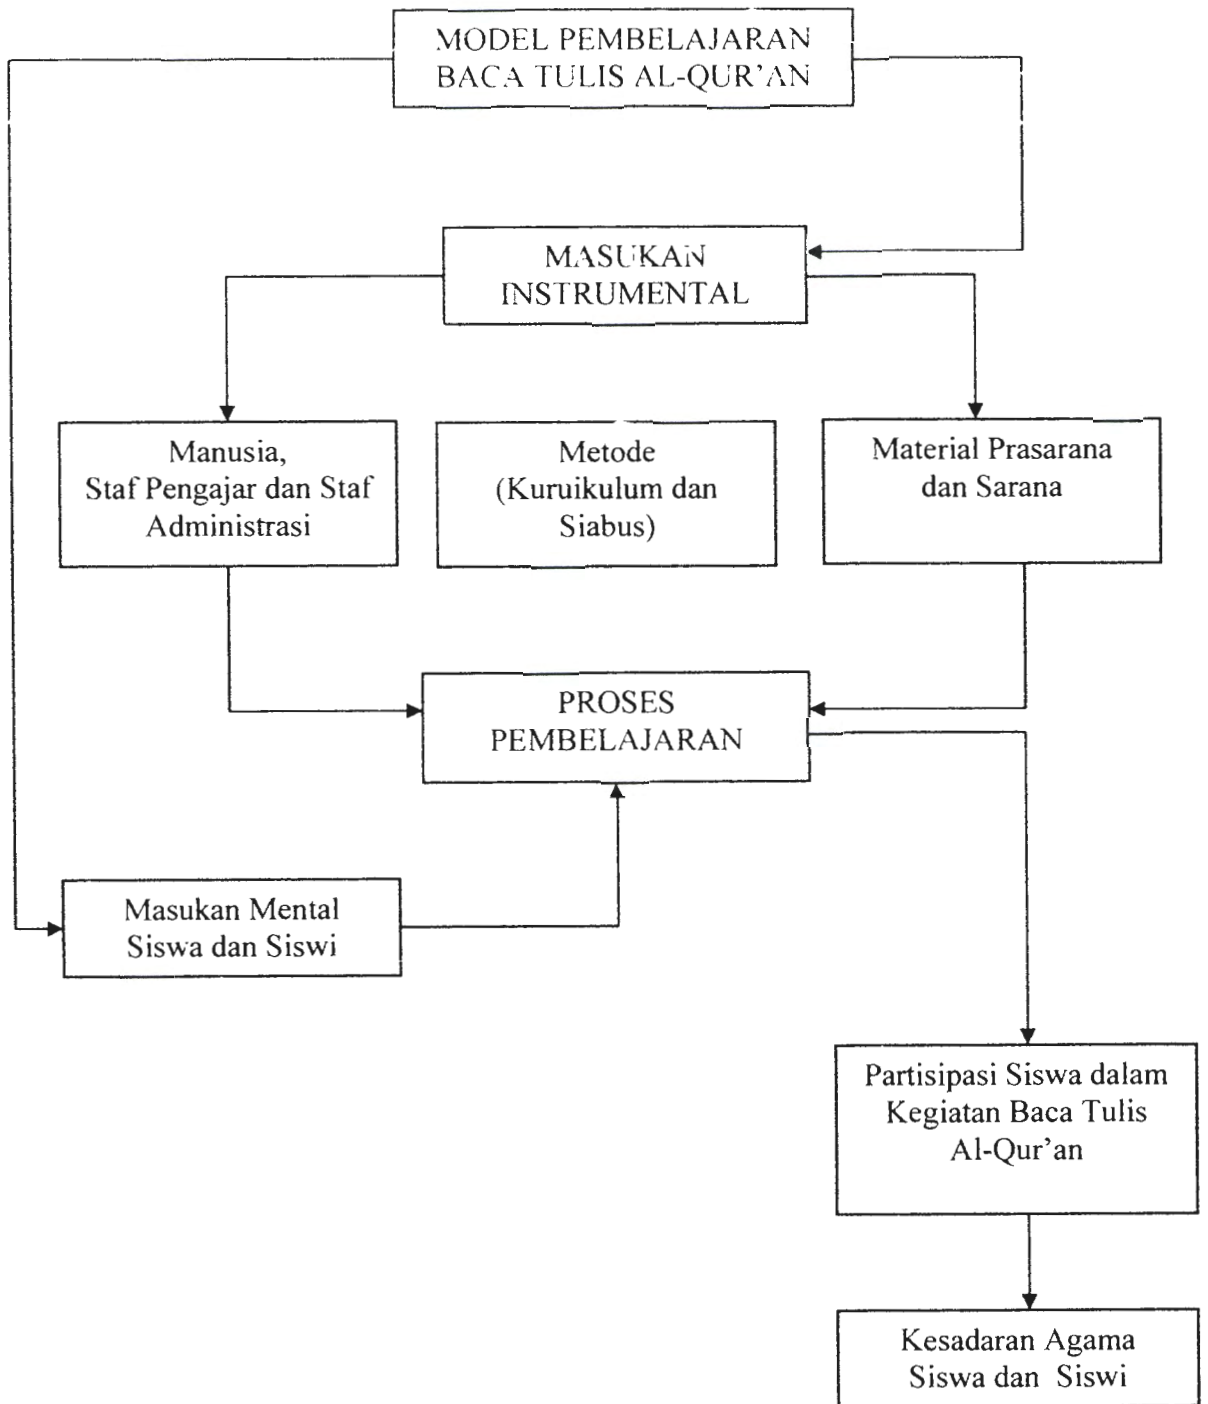 MODEL PEMBELAJARAN
BACA TULIS AL-QUR'AN
MASUKAN
INSTRUMENTAL
Manusia,
Staf Pengajar dan Staf
Administrasi
Metode
(Kuruikulum dan
Siabus)
Material Prasarana
dan Sarana
PROSES
PEMBELAJARAN
Masukan Mental
Siswa dan Siswi
Partisipasi Siswa dalam
Kegiatan Baca Tulis
Al-Qur'an
Kesadaran Agama
Siswa dan Siswi